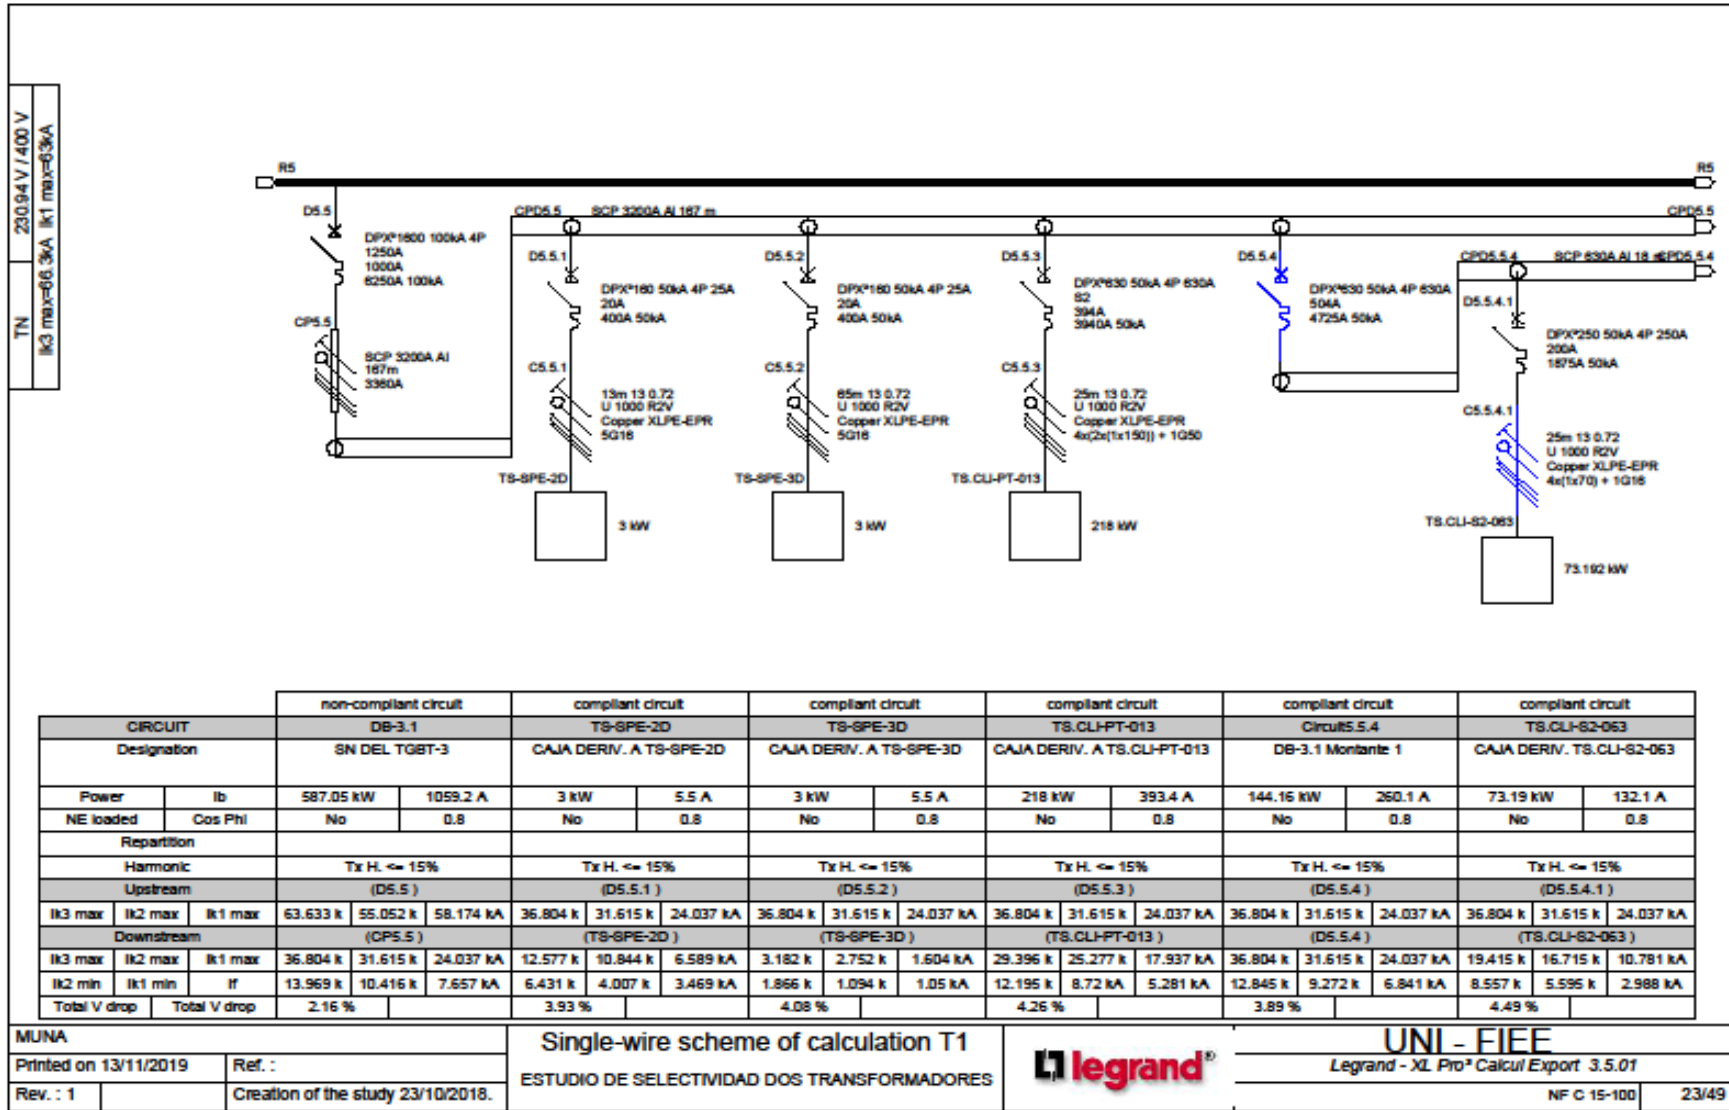 TN 230.94 V / 400 V
Ik3 max=66.3kA Ik1 max=63kA
R5 R5
D5.5
DPX³1600 100kA 4P
1250A
1000A
6250A 100kA
CP5.5
SCP 3200A Al
167m
3360A
CPD5.5 SCP 3200A Al 167 m CPD5.5
D5.5.1
DPX³160 50kA 4P 25A
20A
400A 50kA
C5.5.1
13m 13 0.72
U 1000 R2V
Copper XLPE-EPR
5G16
TS-SPE-2D
3 kW
D5.5.2
DPX³160 50kA 4P 25A
20A
400A 50kA
C5.5.2
65m 13 0.72
U 1000 R2V
Copper XLPE-EPR
5G16
TS-SPE-3D
3 kW
D5.5.3
DPX³630 50kA 4P 630A
S2
394A
3940A 50kA
C5.5.3
25m 13 0.72
U 1000 R2V
Copper XLPE-EPR
4x(2x(1x150)) + 1G50
TS.CLI-PT-013
218 kW
D5.5.4
DPX³630 50kA 4P 630A
504A
4725A 50kA
CPD5.5.4 SCP 630A Al 18 m CPD5.5.4
D5.5.4.1
DPX³250 50kA 4P 250A
200A
1875A 50kA
C5.5.4.1
25m 13 0.72
U 1000 R2V
Copper XLPE-EPR
4x(1x70) + 1G16
TS.CLI-S2-063
73.192 kW
non-compliant circuit compliant circuit compliant circuit compliant circuit compliant circuit compliant circuit
CIRCUIT DB-3.1 TS-SPE-2D TS-SPE-3D TS.CLI-PT-013 Circuit5.5.4 TS.CLI-S2-063
Designation SN DEL TGBT-3 CAJA DERIV. A TS-SPE-2D CAJA DERIV. A TS-SPE-3D CAJA DERIV. A TS.CLI-PT-013 DB-3.1 Montante 1 CAJA DERIV. TS.CLI-S2-063
Power Ib 587.05 kW 1059.2 A 3 kW 5.5 A 3 kW 5.5 A 218 kW 393.4 A 144.16 kW 260.1 A 73.19 kW 132.1 A
NE loaded Cos Phi No 0.8 No 0.8 No 0.8 No 0.8 No 0.8 No 0.8
Repartition
Harmonic Tx H. <= 15% Tx H. <= 15% Tx H. <= 15% Tx H. <= 15% Tx H. <= 15% Tx H. <= 15%
Upstream (D5.5 ) (D5.5.1 ) (D5.5.2 ) (D5.5.3 ) (D5.5.4 ) (D5.5.4.1 )
Ik3 max Ik2 max Ik1 max 63.633 k 55.052 k 58.174 kA 36.804 k 31.615 k 24.037 kA 36.804 k 31.615 k 24.037 kA 36.804 k 31.615 k 24.037 kA 36.804 k 31.615 k 24.037 kA 36.804 k 31.615 k 24.037 kA
Downstream (CP5.5 ) (TS-SPE-2D ) (TS-SPE-3D ) (TS.CLI-PT-013 ) (D5.5.4 ) (TS.CLI-S2-063 )
Ik3 max Ik2 max Ik1 max 36.804 k 31.615 k 24.037 kA 12.577 k 10.844 k 6.589 kA 3.182 k 2.752 k 1.604 kA 29.396 k 25.277 k 17.937 kA 36.804 k 31.615 k 24.037 kA 19.415 k 16.715 k 10.781 kA
Ik2 min Ik1 min If 13.969 k 10.416 k 7.657 kA 6.431 k 4.007 k 3.469 kA 1.866 k 1.094 k 1.05 kA 12.195 k 8.72 kA 5.281 kA 12.845 k 9.272 k 6.841 kA 8.557 k 5.595 k 2.988 kA
Total V drop Total V drop 2.16 % 3.93 % 4.08 % 4.26 % 3.89 % 4.49 %
MUNA
Printed on 13/11/2019 Ref. :
Rev. : 1 Creation of the study 23/10/2018.
Single-wire scheme of calculation T1
ESTUDIO DE SELECTIVIDAD DOS TRANSFORMADORES
legrand®
UNI - FIEE
Legrand - XL Pro³ Calcul Export 3.5.01
NF C 15-100 23/49